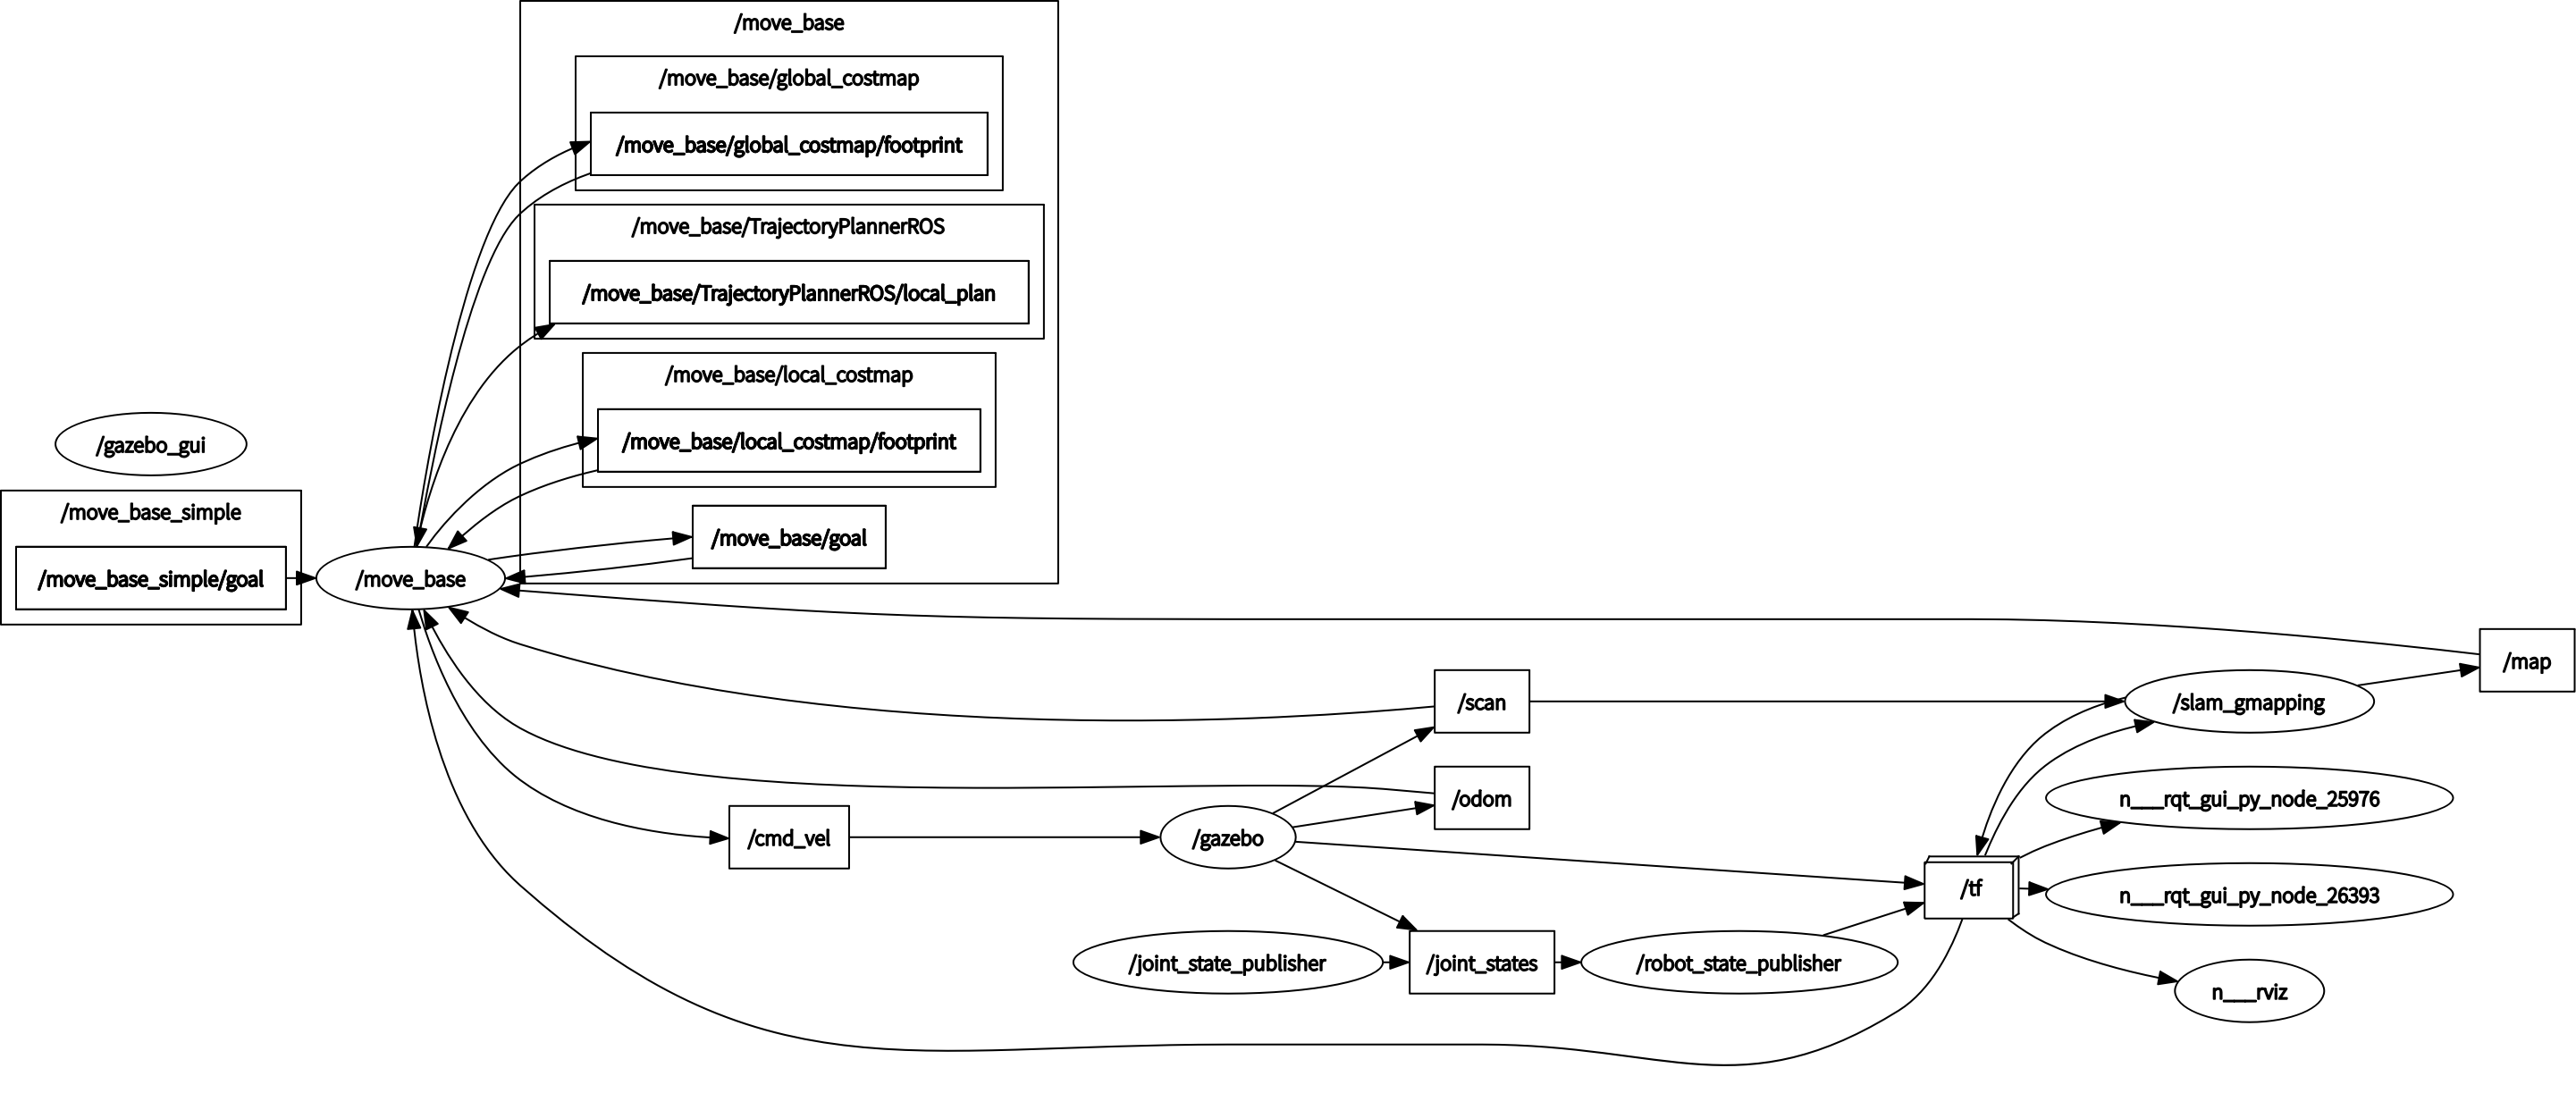 /move_base
/move_base/global_costmap
/move_base/global_costmap/footprint
/move_base/TrajectoryPlannerROS
/move_base/TrajectoryPlannerROS/local_plan
/move_base/local_costmap
/move_base/local_costmap/footprint
/gazebo_gui
/move_base_simple
/move_base/goal
/move_base_simple/goal
/move_base
/map
/scan
/slam_gmapping
/odom
n___rqt_gui_py_node_25976
/cmd_vel
/gazebo
/tf
n___rqt_gui_py_node_26393
/joint_state_publisher
/joint_states
/robot_state_publisher
n___rviz